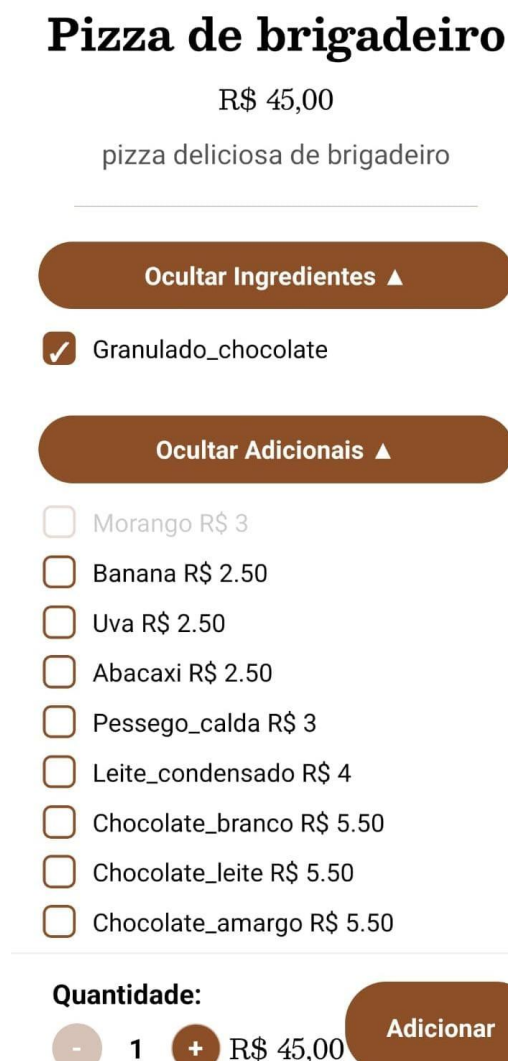 Pizza de brigadeiro
R$ 45,00
pizza deliciosa de brigadeiro
Ocultar Ingredientes ▲
Granulado_chocolate
Ocultar Adicionais ▲
Morango R$ 3
Banana R$ 2.50
Uva R$ 2.50
Abacaxi R$ 2.50
Pessego_calda R$ 3
Leite_condensado R$ 4
Chocolate_branco R$ 5.50
Chocolate_leite R$ 5.50
Chocolate_amargo R$ 5.50
Quantidade:
- 1 + R$ 45,00
Adicionar